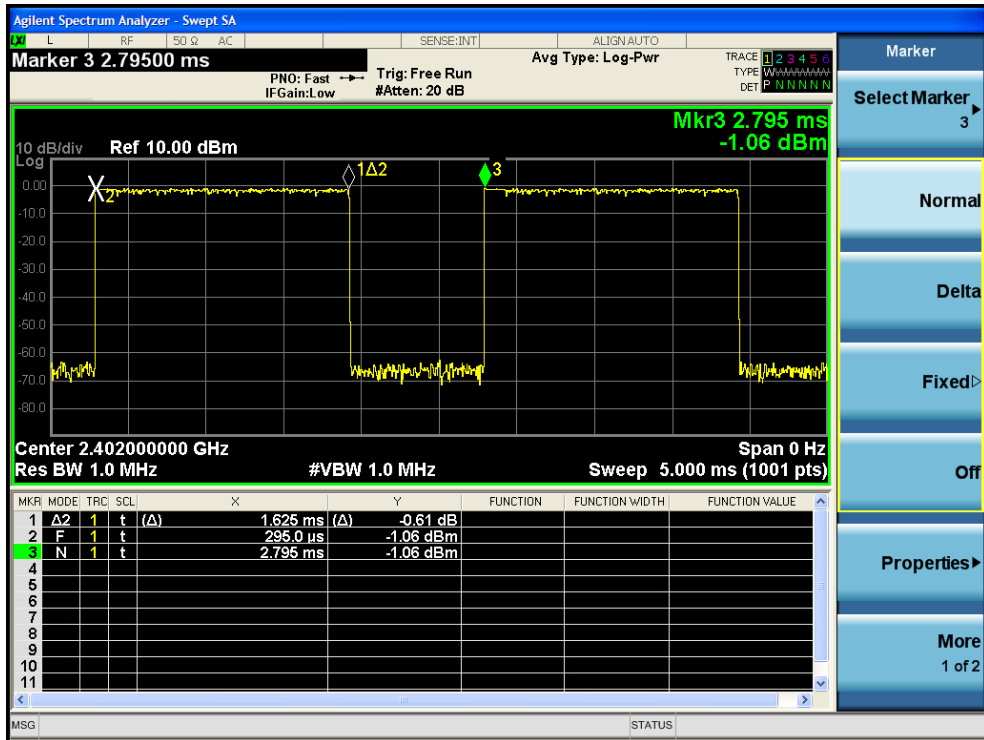 Agilent Spectrum Analyzer - Swept SA
LXI L RF 50 Ω AC SENSE:INT ALIGN AUTO
Marker 3 2.79500 ms
PNO: Fast
IFGain:Low
Trig: Free Run
#Atten: 20 dB
Avg Type: Log-Pwr
TRACE 1 2 3 4 5 6
TYPE WWWWWW
DET P N N N N N
Mkr3 2.795 ms
-1.06 dBm
10 dB/div Ref 10.00 dBm
Log
0.00
-10.0
-20.0
-30.0
-40.0
-50.0
-60.0
-70.0
-80.0
X2
1Δ2
3
Center 2.402000000 GHz Span 0 Hz
Res BW 1.0 MHz #VBW 1.0 MHz Sweep 5.000 ms (1001 pts)
MKR MODE TRC SCL X Y FUNCTION FUNCTION WIDTH FUNCTION VALUE
1 Δ2 1 t (Δ) 1.625 ms (Δ) -0.61 dB
2 F 1 t 295.0 µs -1.06 dBm
3 N 1 t 2.795 ms -1.06 dBm
4
5
6
7
8
9
10
11
MSG STATUS
Marker
Select Marker
3
Normal
Delta
Fixed
Off
Properties
More
1 of 2